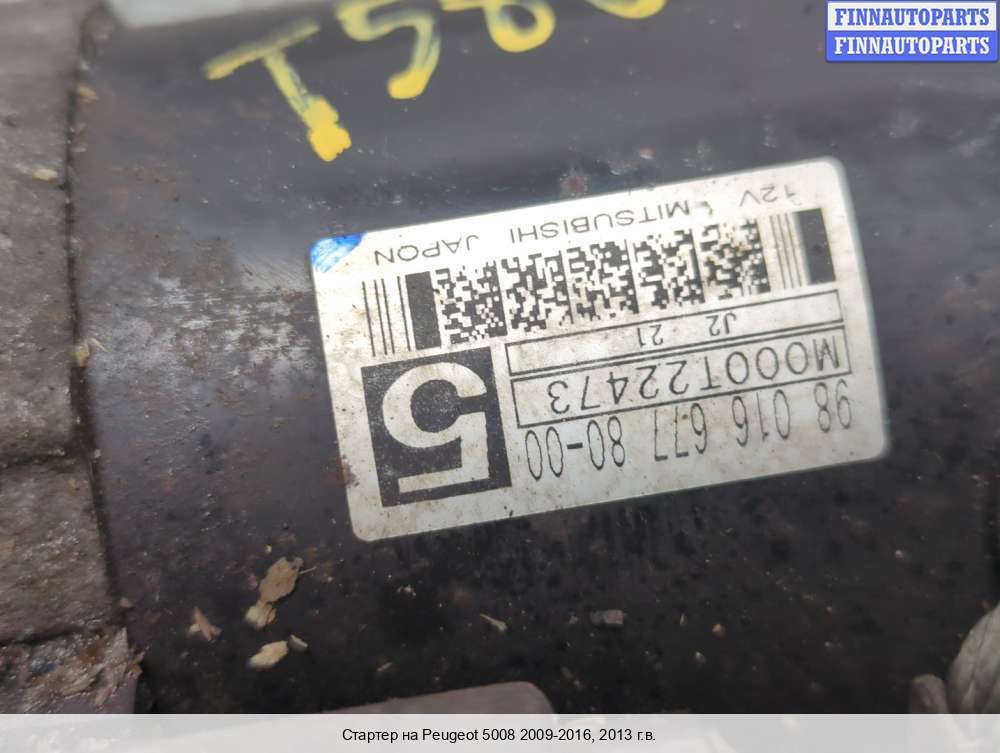 FINNAUTOPARTS
FINNAUTOPARTS
98 016 677 80-00
M000T22473
J2 21
5
12V MITSUBISHI JAPON
Стартер на Peugeot 5008 2009-2016, 2013 г.в.